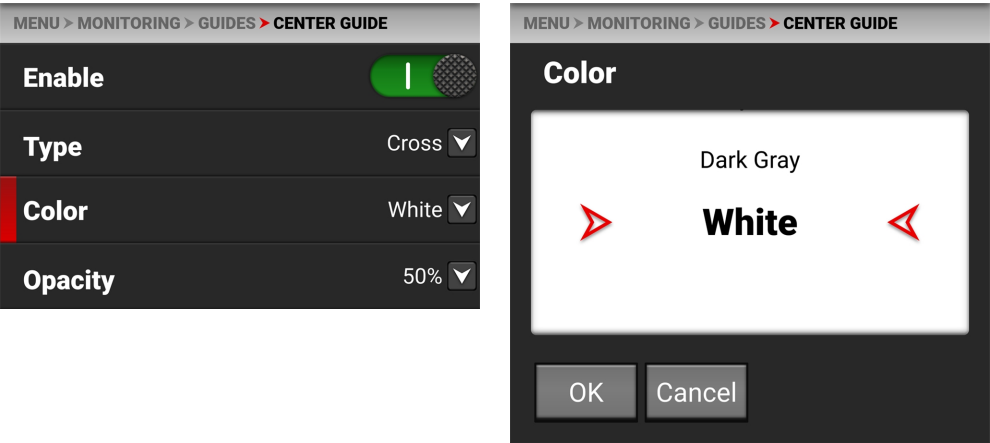 MENU > MONITORING > GUIDES > CENTER GUIDE
Enable
Type Cross
Color White
Opacity 50%
MENU > MONITORING > GUIDES > CENTER GUIDE
Color
Dark Gray
White
OK Cancel